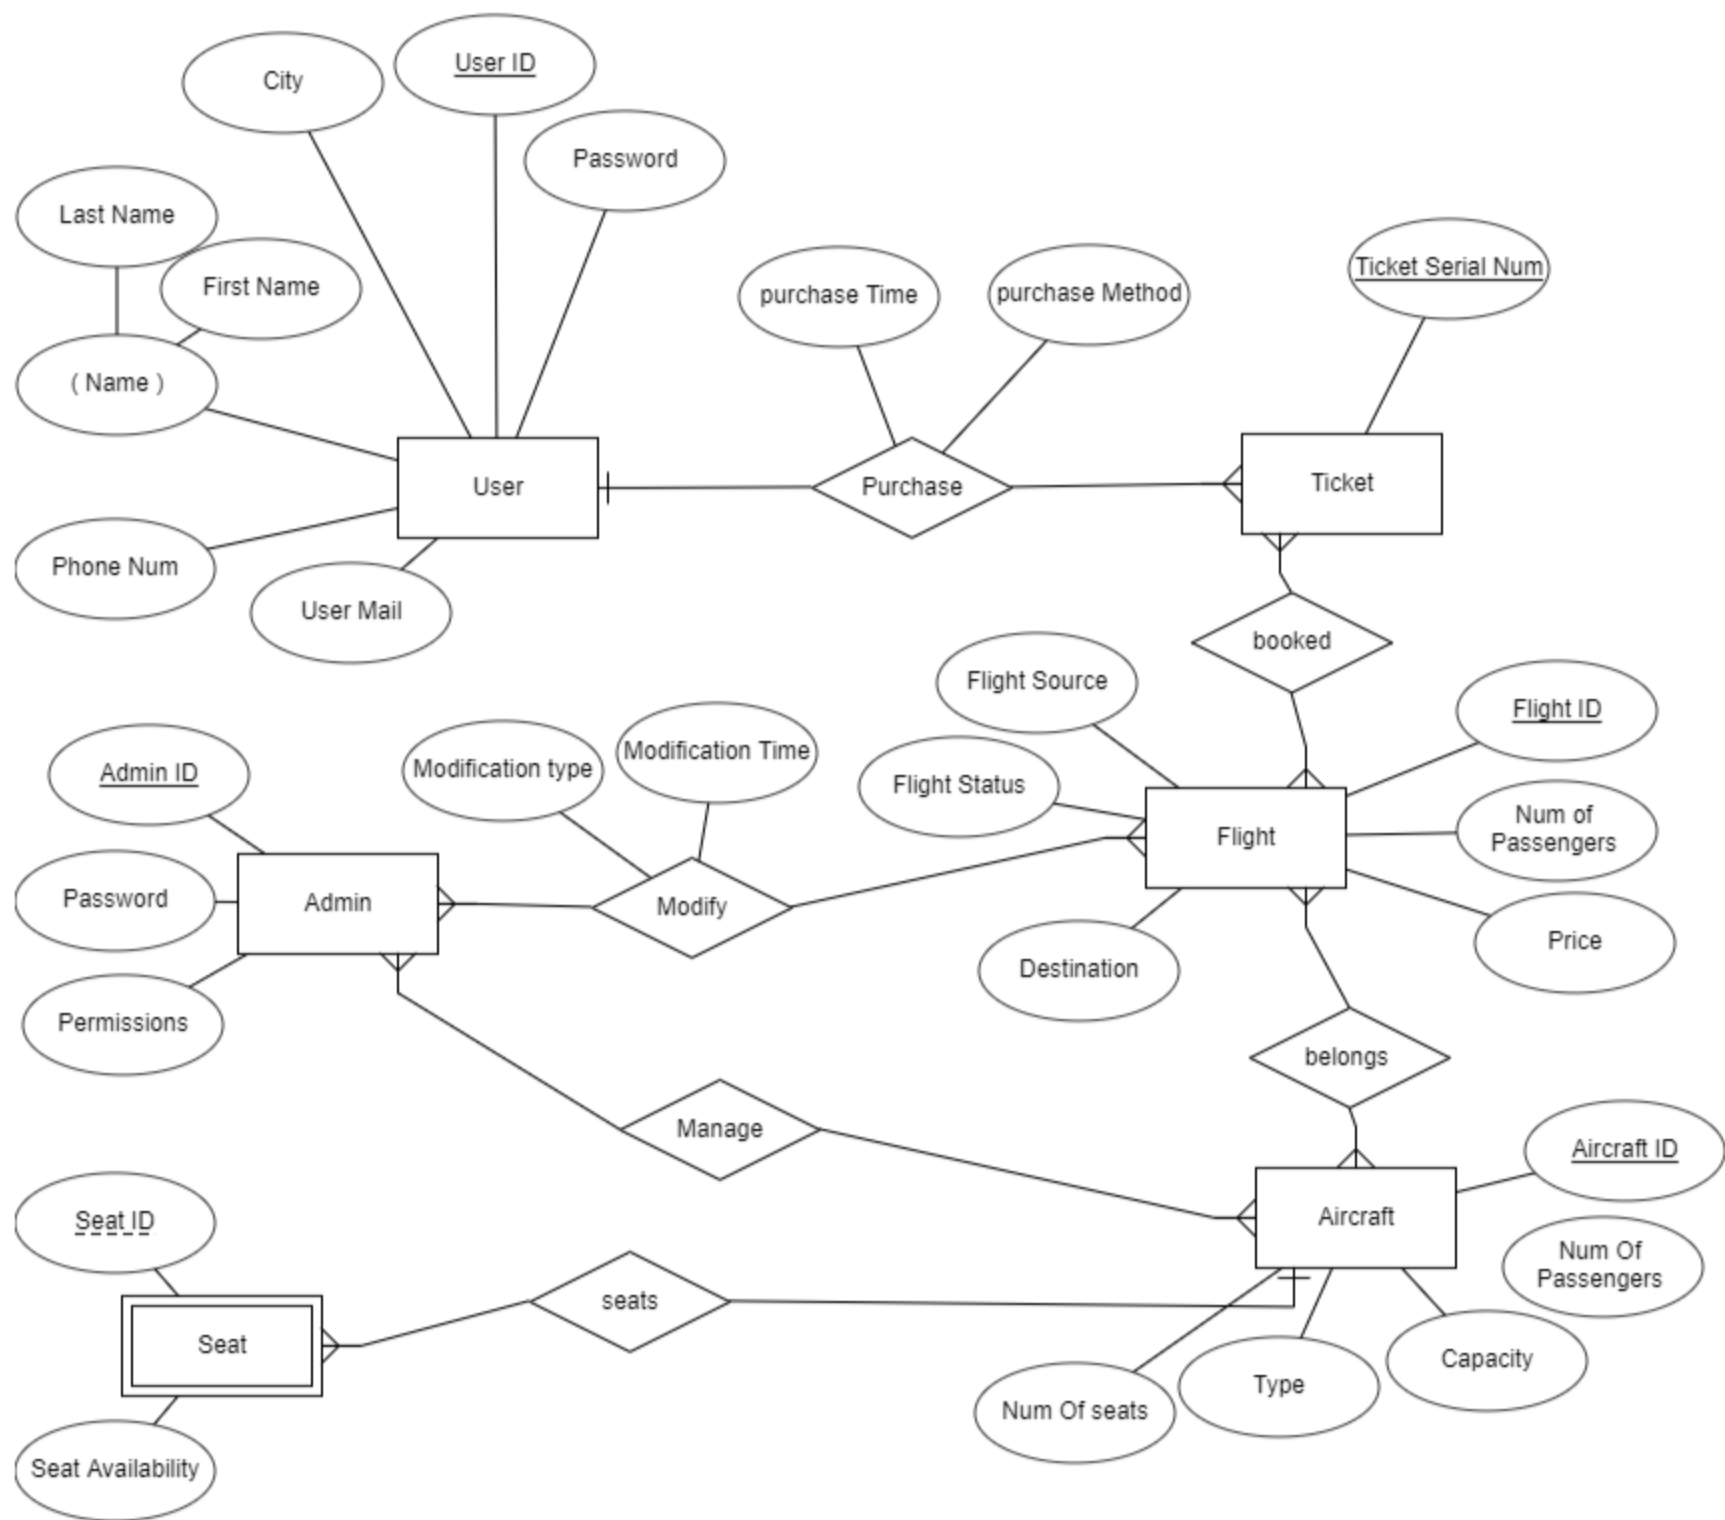 City
User ID
Password
Last Name
First Name
( Name )
purchase Time
purchase Method
Ticket Serial Num
User
Purchase
Ticket
Phone Num
User Mail
booked
Flight Source
Flight ID
Admin ID
Modification type
Modification Time
Flight Status
Num of
Passengers
Flight
Password
Admin
Modify
Price
Destination
Permissions
belongs
Manage
Aircraft ID
Seat ID
Aircraft
Num Of
Passengers
seats
Seat
Capacity
Type
Num Of seats
Seat Availability